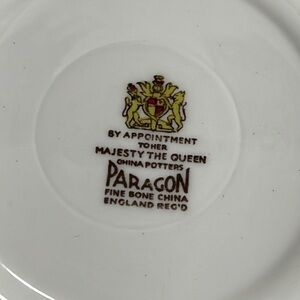 BY APPOINTMENT
TO HER
MAJESTY THE QUEEN
CHINA POTTERS
PARAGON
FINE BONE CHINA
ENGLAND REG'D